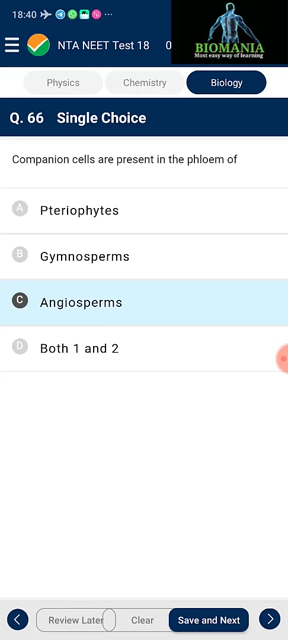 18:40
NTA NEET Test 18 0
BIOMANIA
Most easy way of learning
Physics
Chemistry
Biology
Q. 66 Single Choice
Companion cells are present in the phloem of
A Pteriophytes
B Gymnosperms
C Angiosperms
D Both 1 and 2
Review Later
Clear
Save and Next